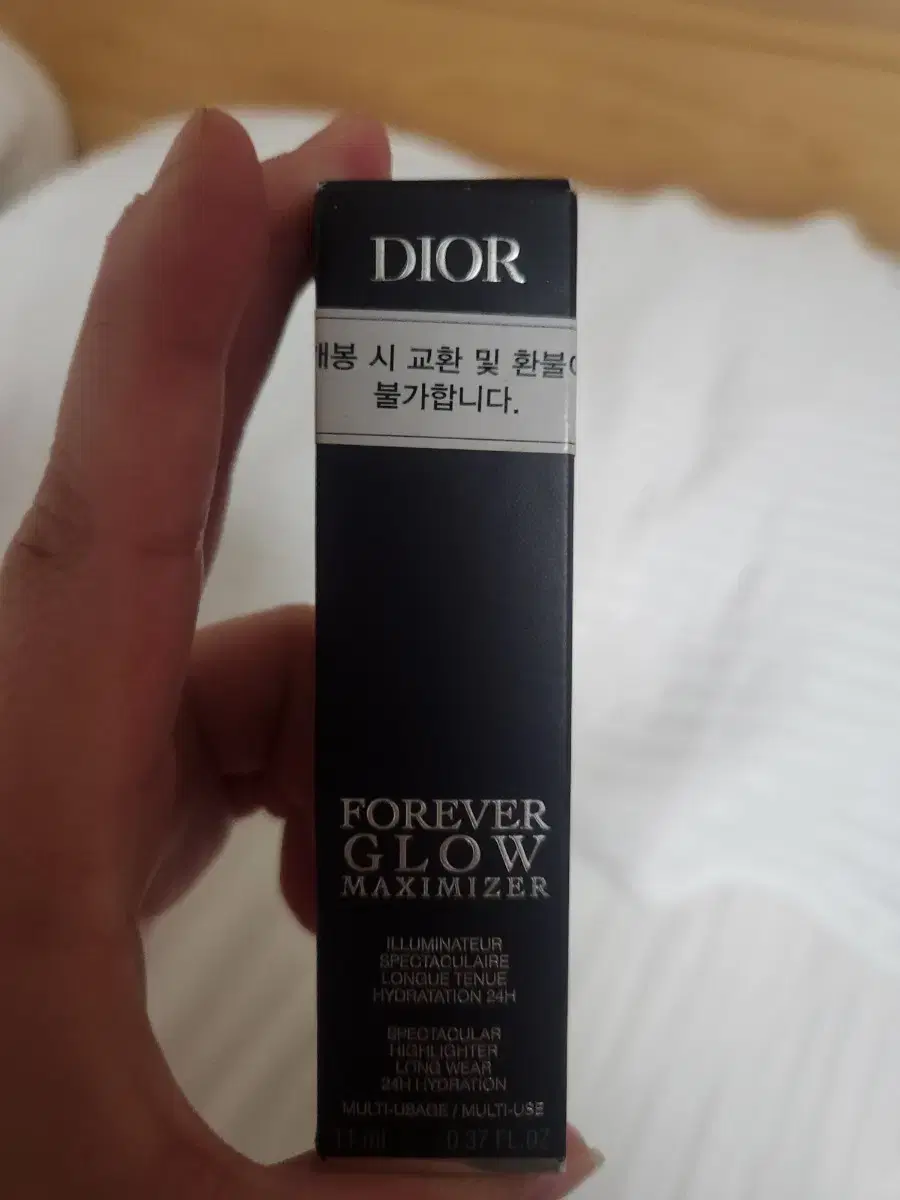 DIOR
개봉 시 교환 및 환불이
불가합니다.
FOREVER
GLOW
MAXIMIZER
ILLUMINATEUR
SPECTACULAIRE
LONGUE TENUE
HYDRATATION 24H
SPECTACULAR
HIGHLIGHTER
LONG WEAR
24H HYDRATION
MULTI-USAGE / MULTI-USE
11 ml 0.37 FL.OZ